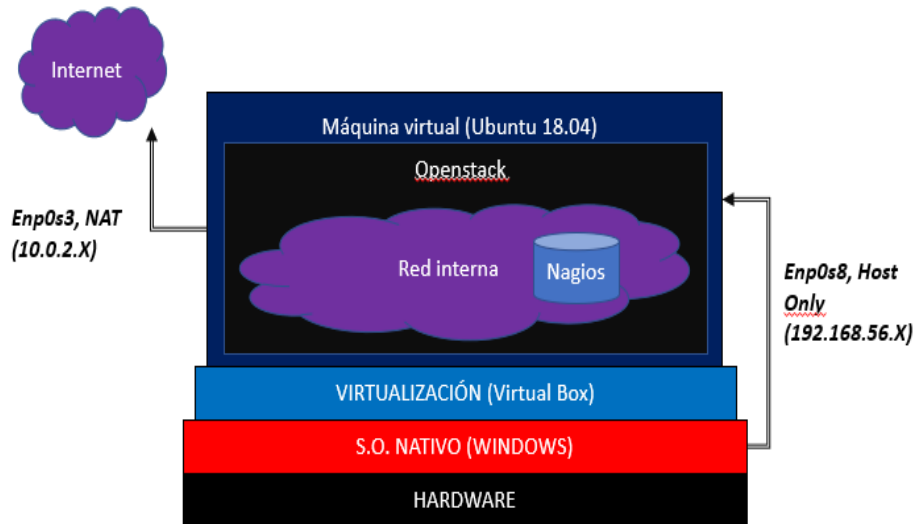 Internet
Máquina virtual (Ubuntu 18.04)
Openstack
Enp0s3, NAT
(10.0.2.X)
Red interna
Nagios
Enp0s8, Host
Only
(192.168.56.X)
VIRTUALIZACIÓN (Virtual Box)
S.O. NATIVO (WINDOWS)
HARDWARE